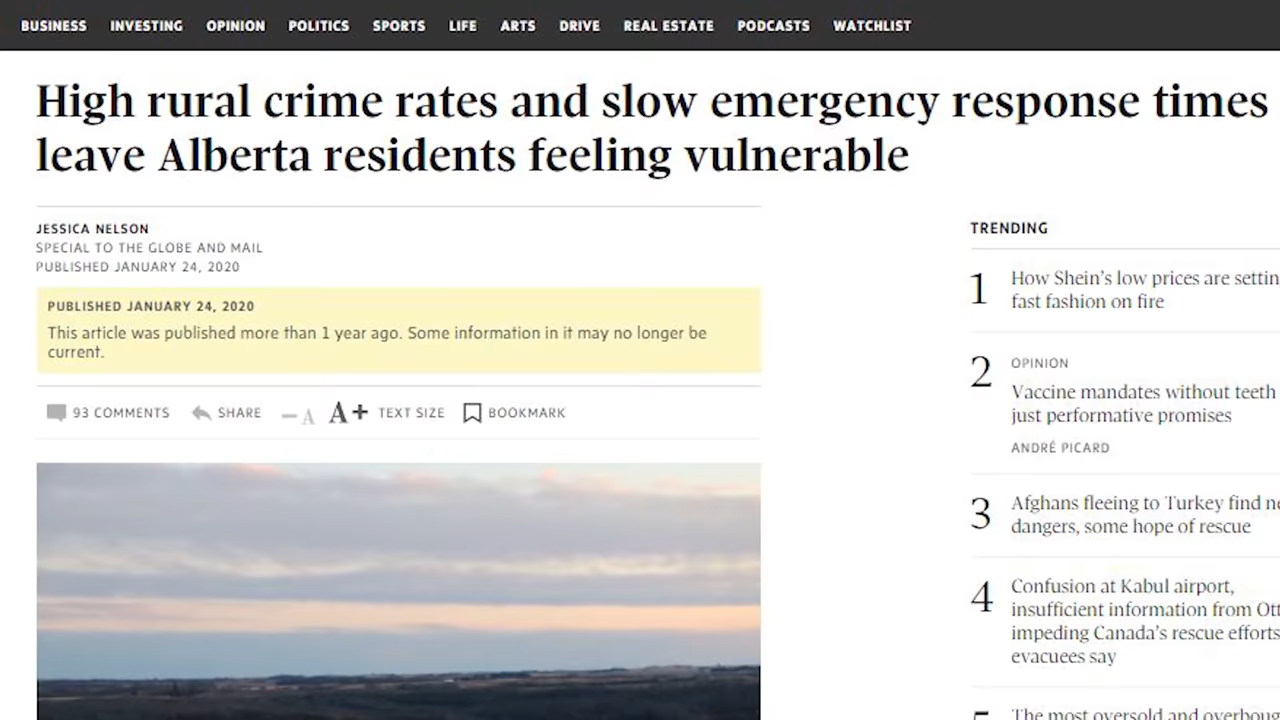 BUSINESS INVESTING OPINION POLITICS SPORTS LIFE ARTS DRIVE REAL ESTATE PODCASTS WATCHLIST
High rural crime rates and slow emergency response times
leave Alberta residents feeling vulnerable
JESSICA NELSON
SPECIAL TO THE GLOBE AND MAIL
PUBLISHED JANUARY 24, 2020
PUBLISHED JANUARY 24, 2020
This article was published more than 1 year ago. Some information in it may no longer be
current.
93 COMMENTS SHARE A A+ TEXT SIZE BOOKMARK
TRENDING
1 How Shein's low prices are
fast fashion on fire
2 OPINION
Vaccine mandates without teeth
just performative promises
ANDRÉ PICARD
3 Afghans fleeing to Turkey find
dangers, some hope of rescue
4 Confusion at Kabul airport,
insufficient information from
impeding Canada's rescue efforts
evacuees say
5 The most oversold and